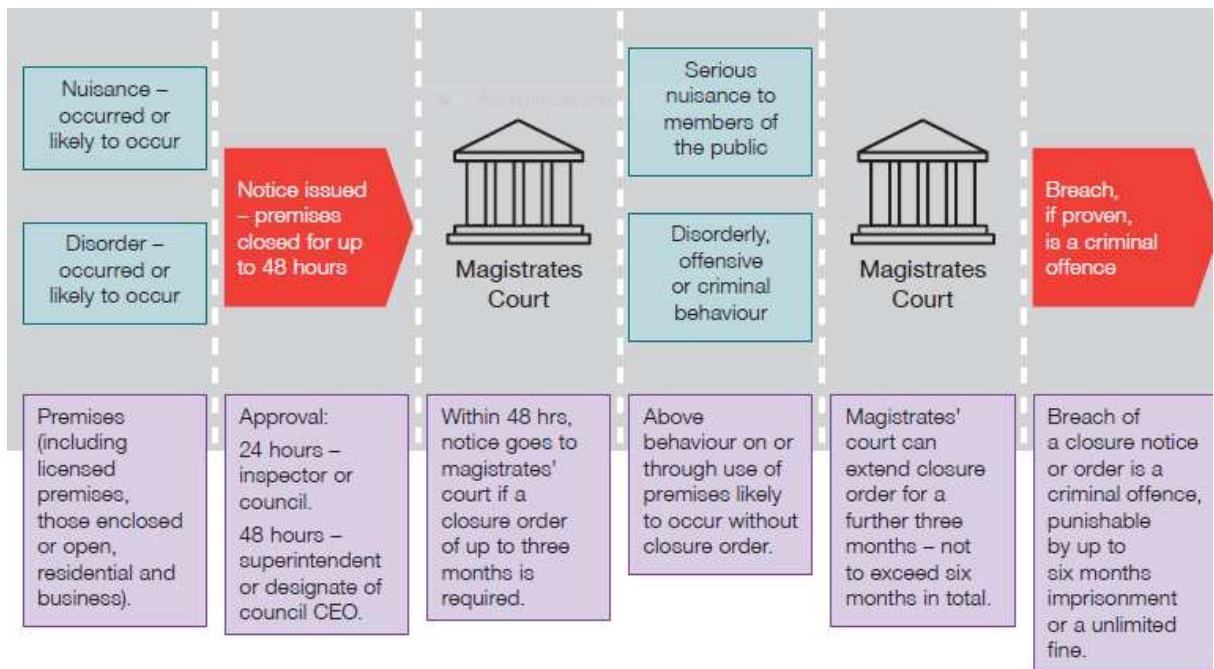 Nuisance –
occurred or
likely to occur
Disorder –
occurred or
likely to occur
Notice issued
– premises
closed for up
to 48 hours
Magistrates
Court
Serious
nuisance to
members of
the public
Disorderly,
offensive
or criminal
behaviour
Magistrates
Court
Breach,
if proven,
is a criminal
offence
Premises
(including
licensed
premises,
those enclosed
or open,
residential and
business).
Approval:
24 hours –
inspector or
council.
48 hours –
superintendent
or designate of
council CEO.
Within 48 hrs,
notice goes to
magistrates'
court if a
closure order
of up to three
months is
required.
Above
behaviour on or
through use of
premises likely
to occur without
closure order.
Magistrates'
court can
extend closure
order for a
further three
months – not
to exceed six
months in total.
Breach of
a closure notice
or order is a
criminal offence,
punishable
by up to
six months
imprisonment
or a unlimited
fine.